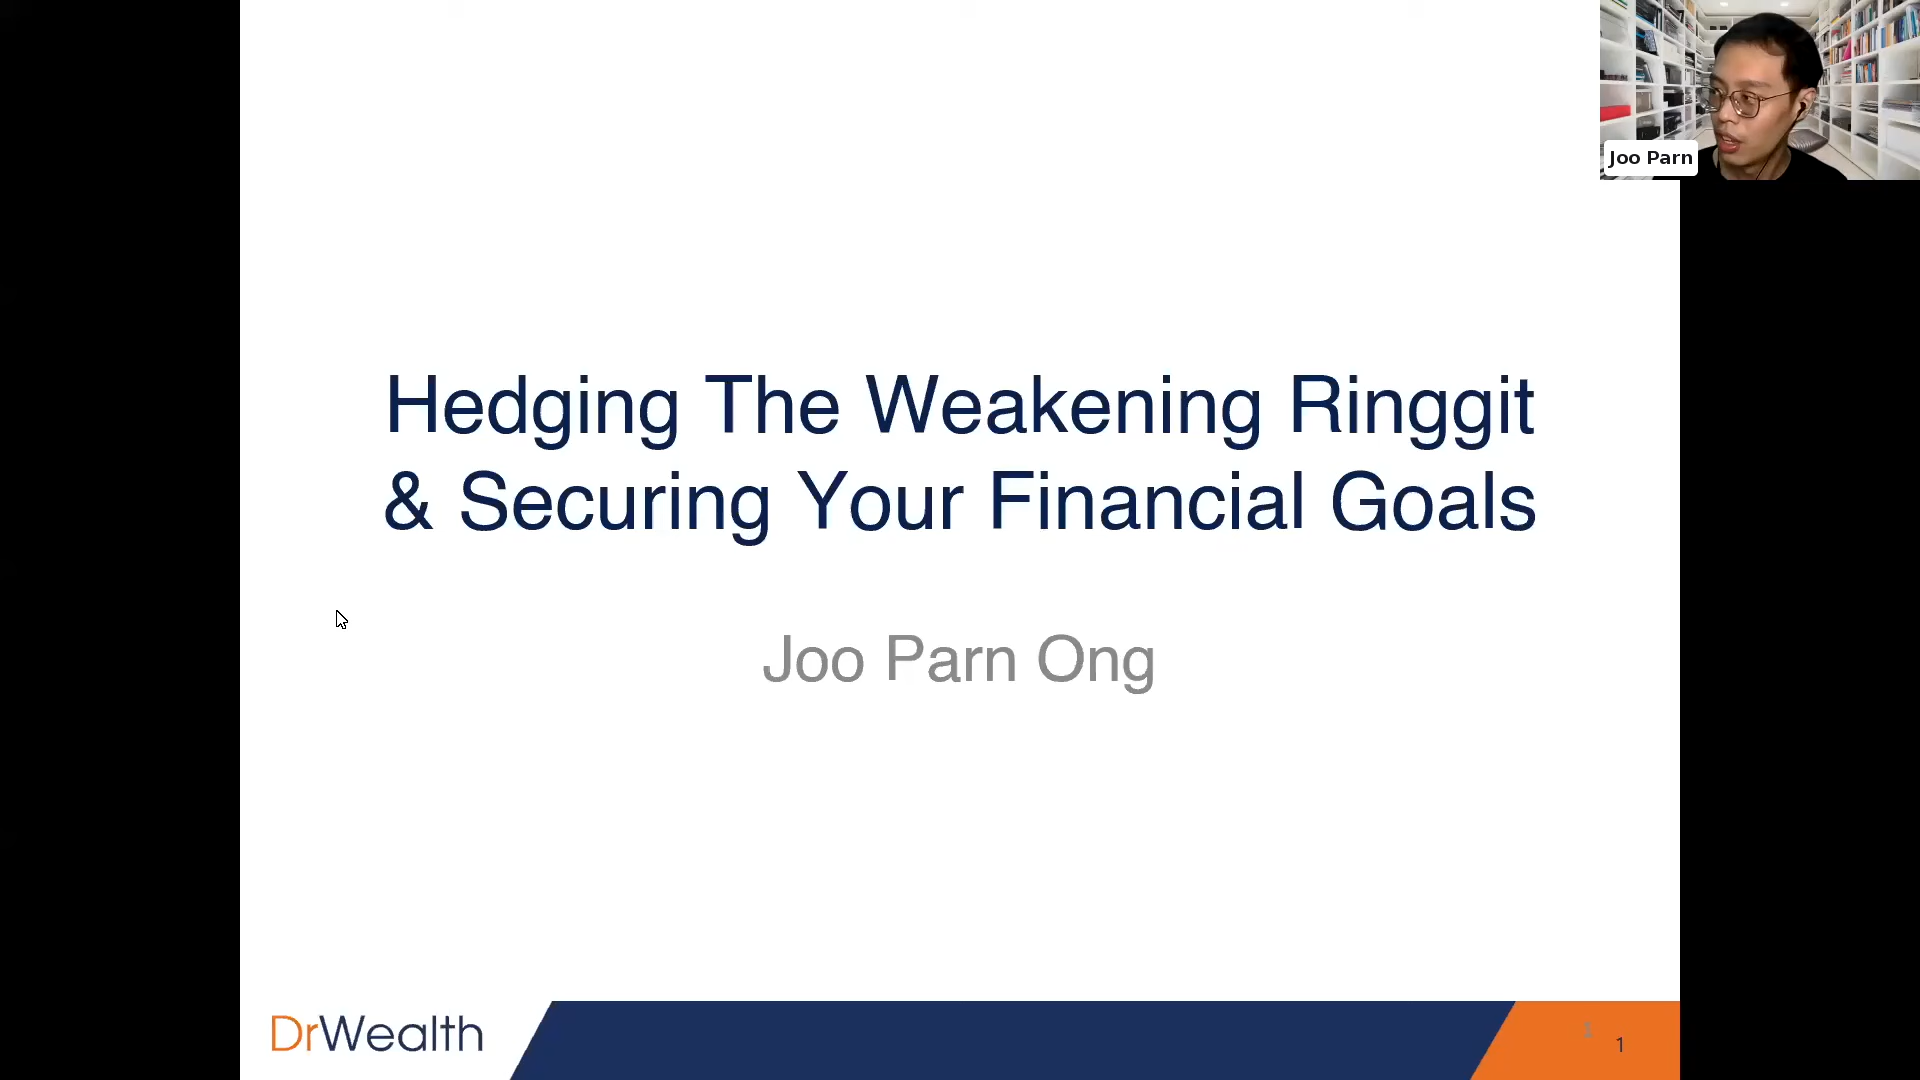 Joo Parn
Hedging The Weakening Ringgit
& Securing Your Financial Goals
Joo Parn Ong
DrWealth
1